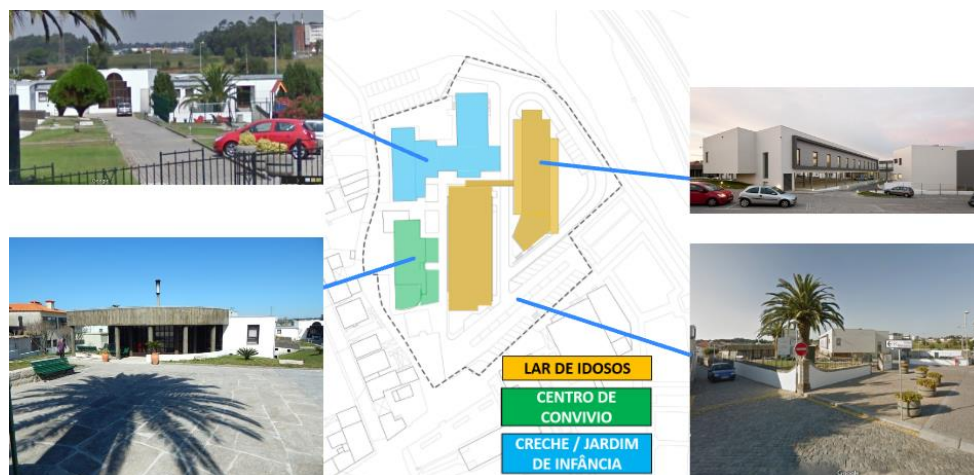 LAR DE IDOSOS
CENTRO DE
CONVIVIO
CRECHE / JARDIM
DE INFÂNCIA